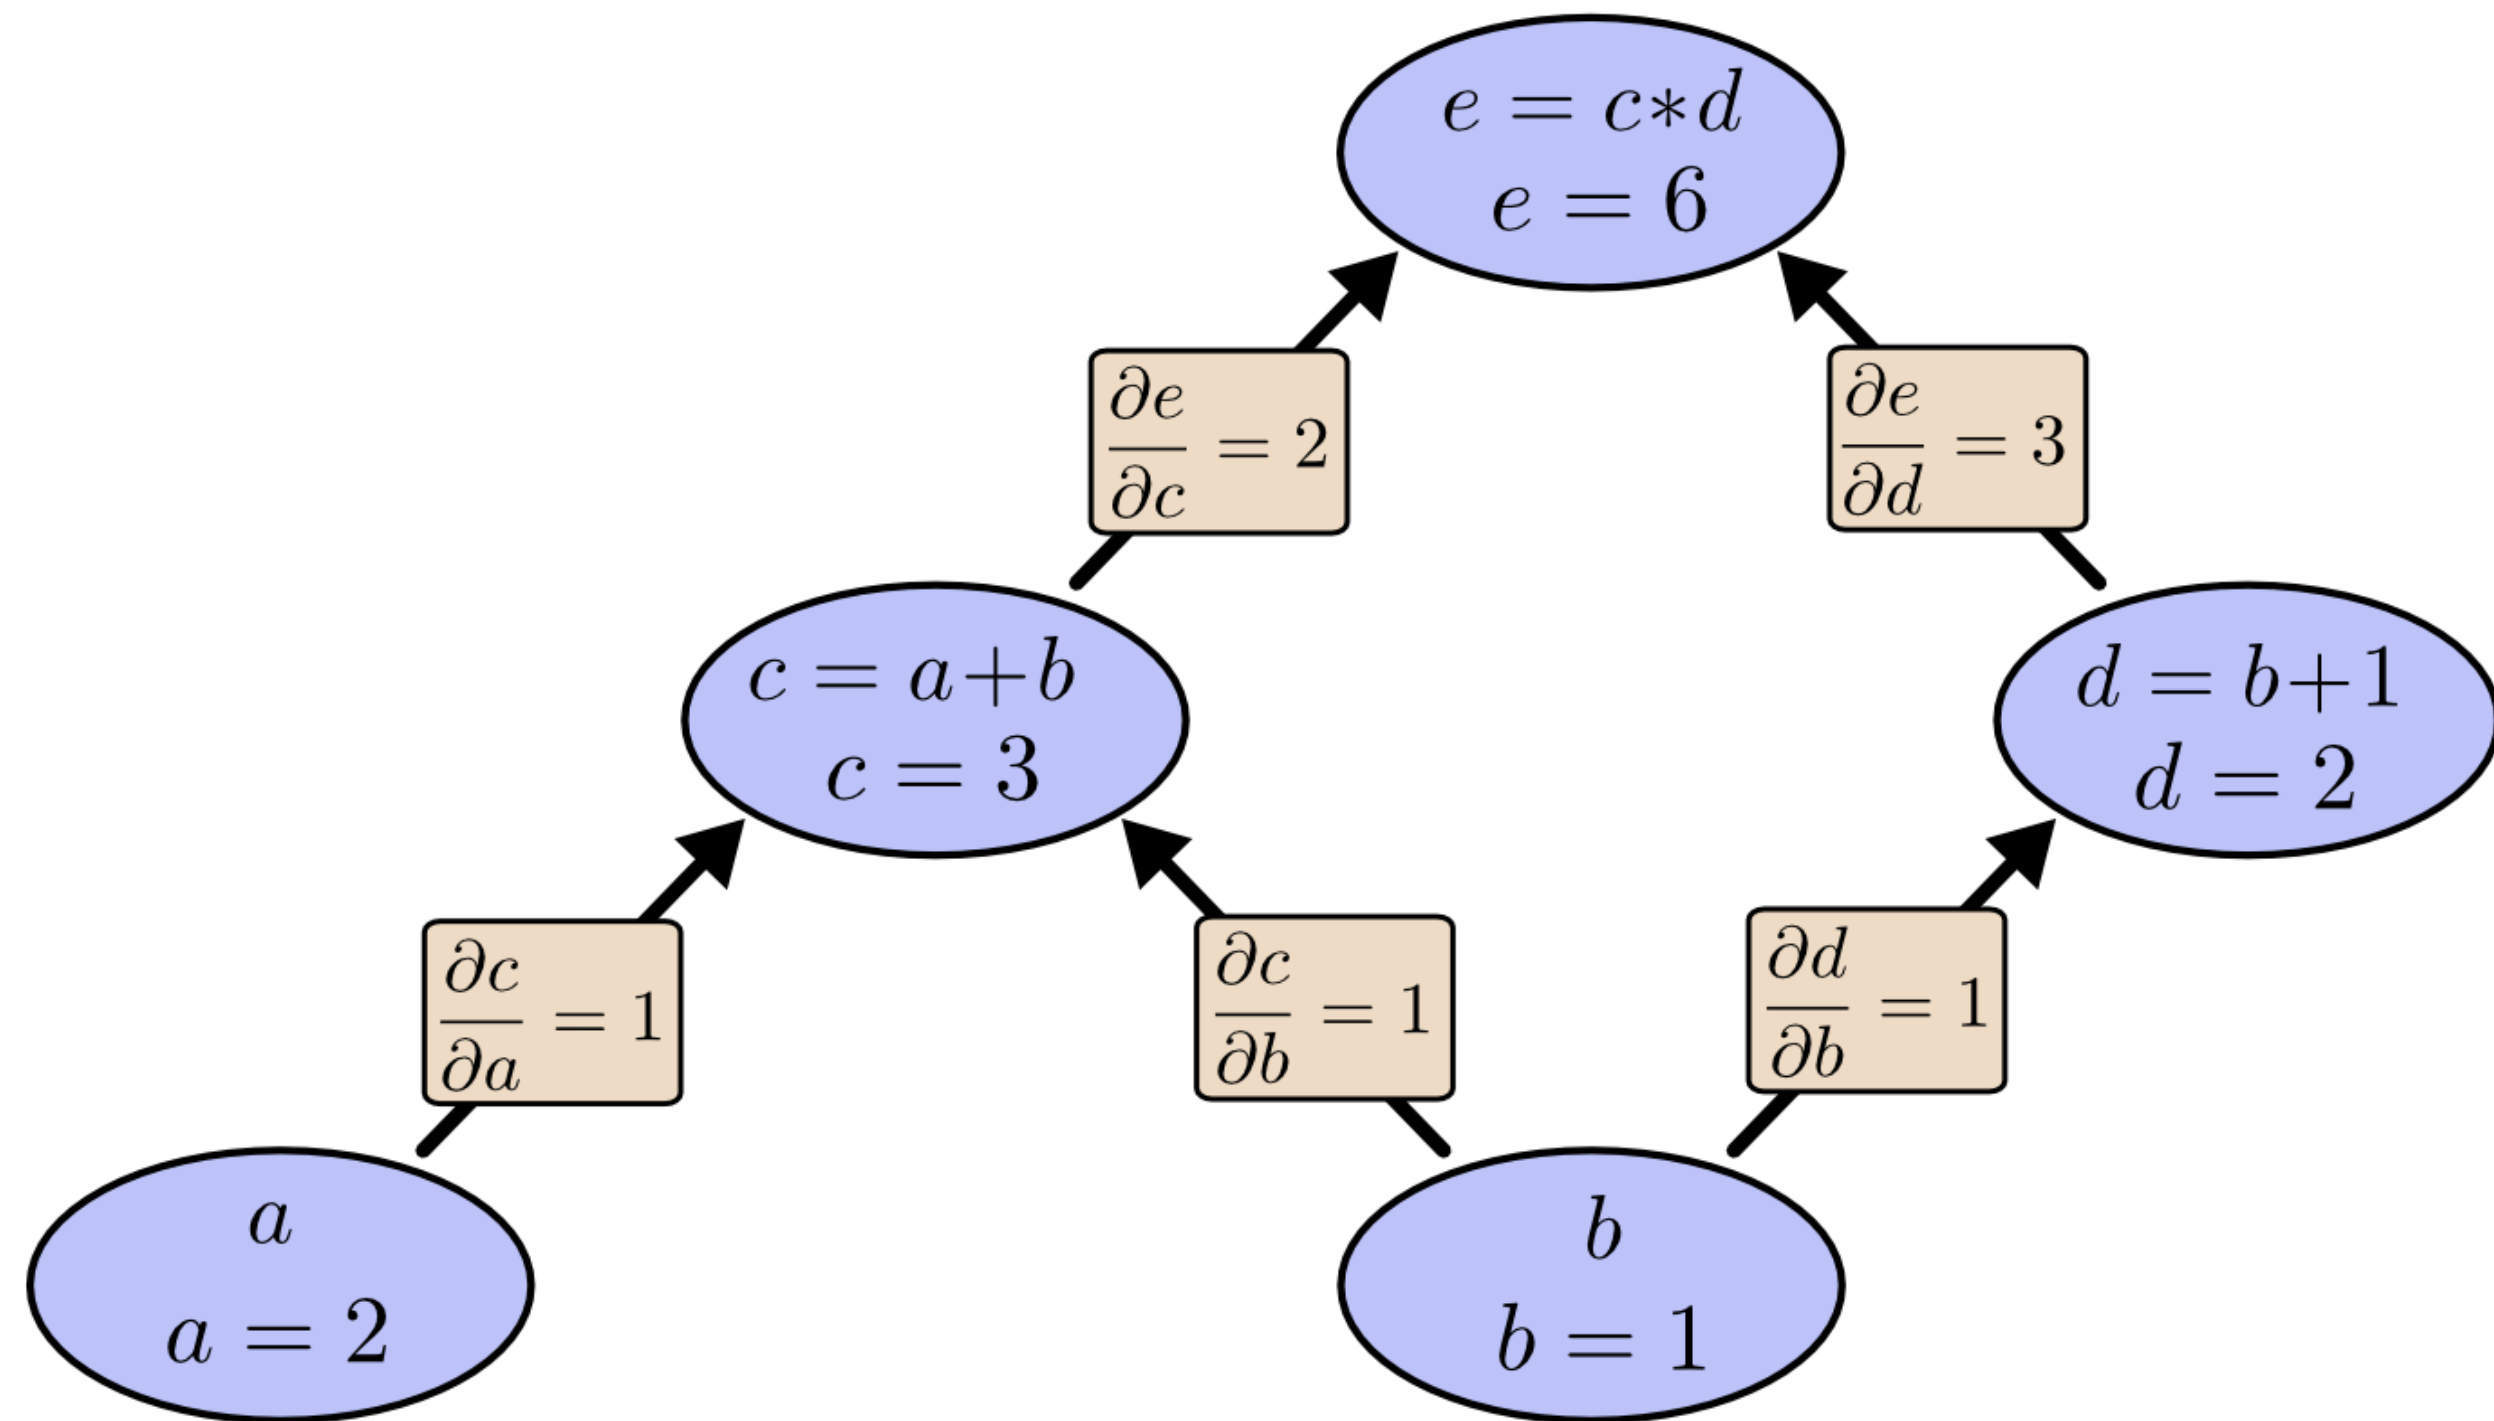 e = c*d
e = 6
∂e/∂c = 2
∂e/∂d = 3
c = a+b
c = 3
d = b+1
d = 2
∂c/∂a = 1
∂c/∂b = 1
∂d/∂b = 1
a
a = 2
b
b = 1